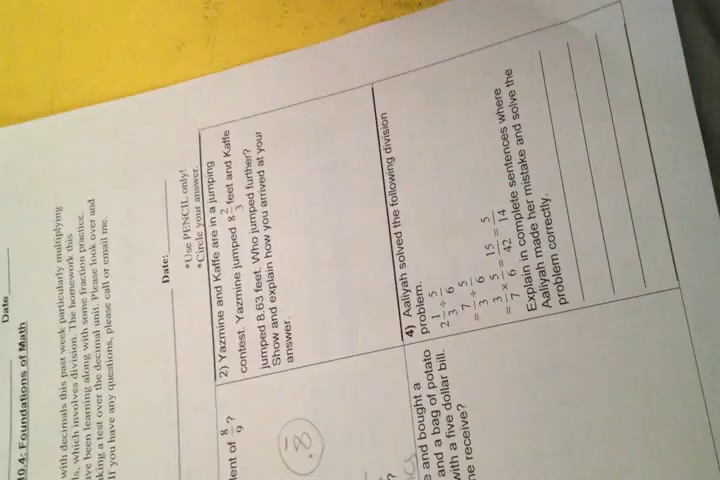 Date
9.4: Foundations of Math
with decimals this past week particularly multiplying
ls, which involves division. The homework this
ave been learning along with some fraction practice.
aking a test over the decimal unit. Please look over and
If you have any questions, please call or email me.
Date:
*Use PENCIL only!
*Circle your answer.
lent of 8/9?
.8̅
2) Yazmine and Kaffe are in a jumping
contest. Yazmine jumped 8 2/3 feet and Kaffe
jumped 8.63 feet. Who jumped further?
Show and explain how you arrived at your
answer.
e and bought a
and a bag of potato
with a five dollar bill.
he receive?
4) Aaliyah solved the following division
problem.
2 1/3 ÷ 5/6
= 7/3 ÷ 5/6
= 3/7 × 5/6 = 15/42 = 5/14
Explain in complete sentences where
Aaliyah made her mistake and solve the
problem correctly.